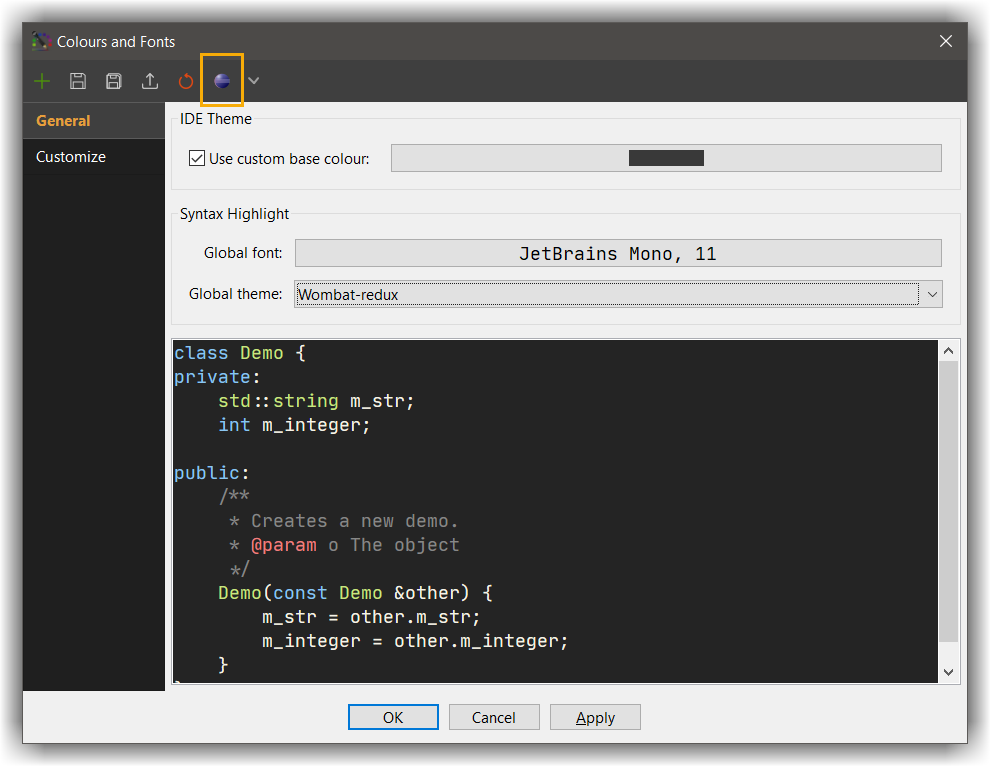 Colours and Fonts
General
Customize
IDE Theme
Use custom base colour:
Syntax Highlight
Global font: JetBrains Mono, 11
Global theme: Wombat-redux
class Demo {
private:
    std::string m_str;
    int m_integer;
public:
    /**
     * Creates a new demo.
     * @param o The object
     */
    Demo(const Demo &other) {
        m_str = other.m_str;
        m_integer = other.m_integer;
    }
OK Cancel Apply